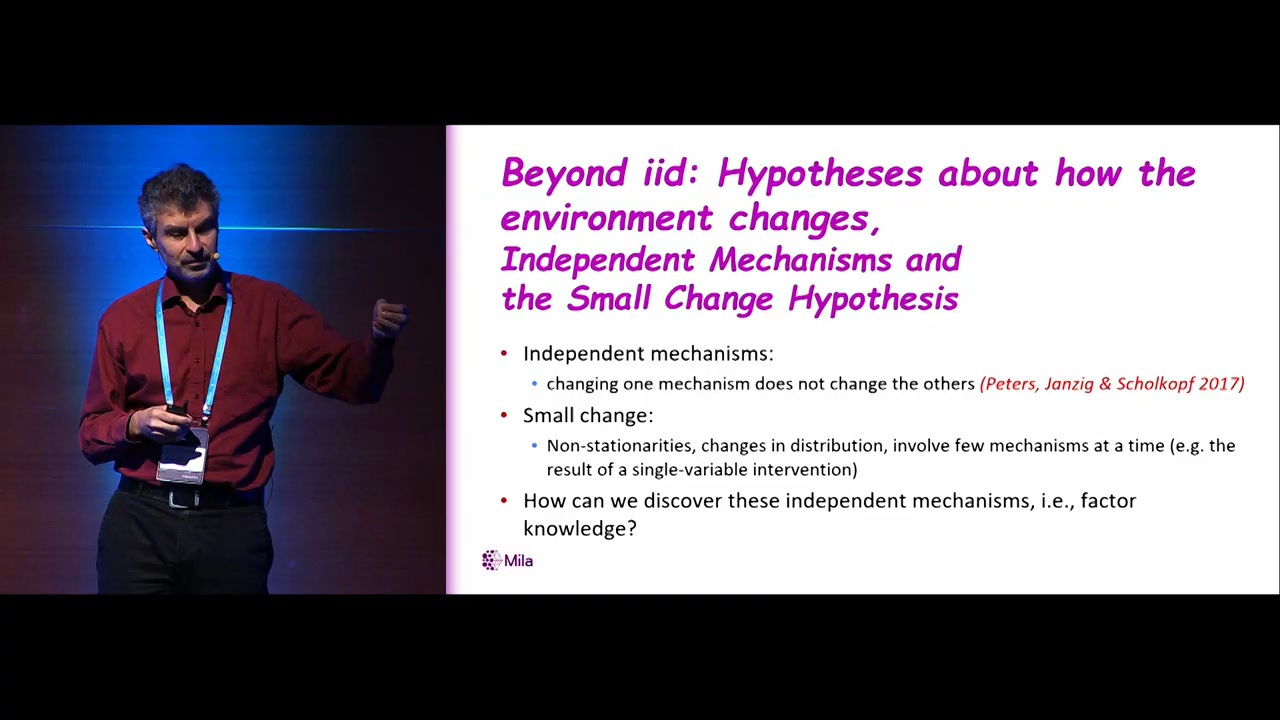 Beyond iid: Hypotheses about how the
environment changes,
Independent Mechanisms and
the Small Change Hypothesis
• Independent mechanisms:
• changing one mechanism does not change the others (Peters, Janzig & Scholkopf 2017)
• Small change:
• Non-stationarities, changes in distribution, involve few mechanisms at a time (e.g. the
result of a single-variable intervention)
• How can we discover these independent mechanisms, i.e., factor
knowledge?
Mila